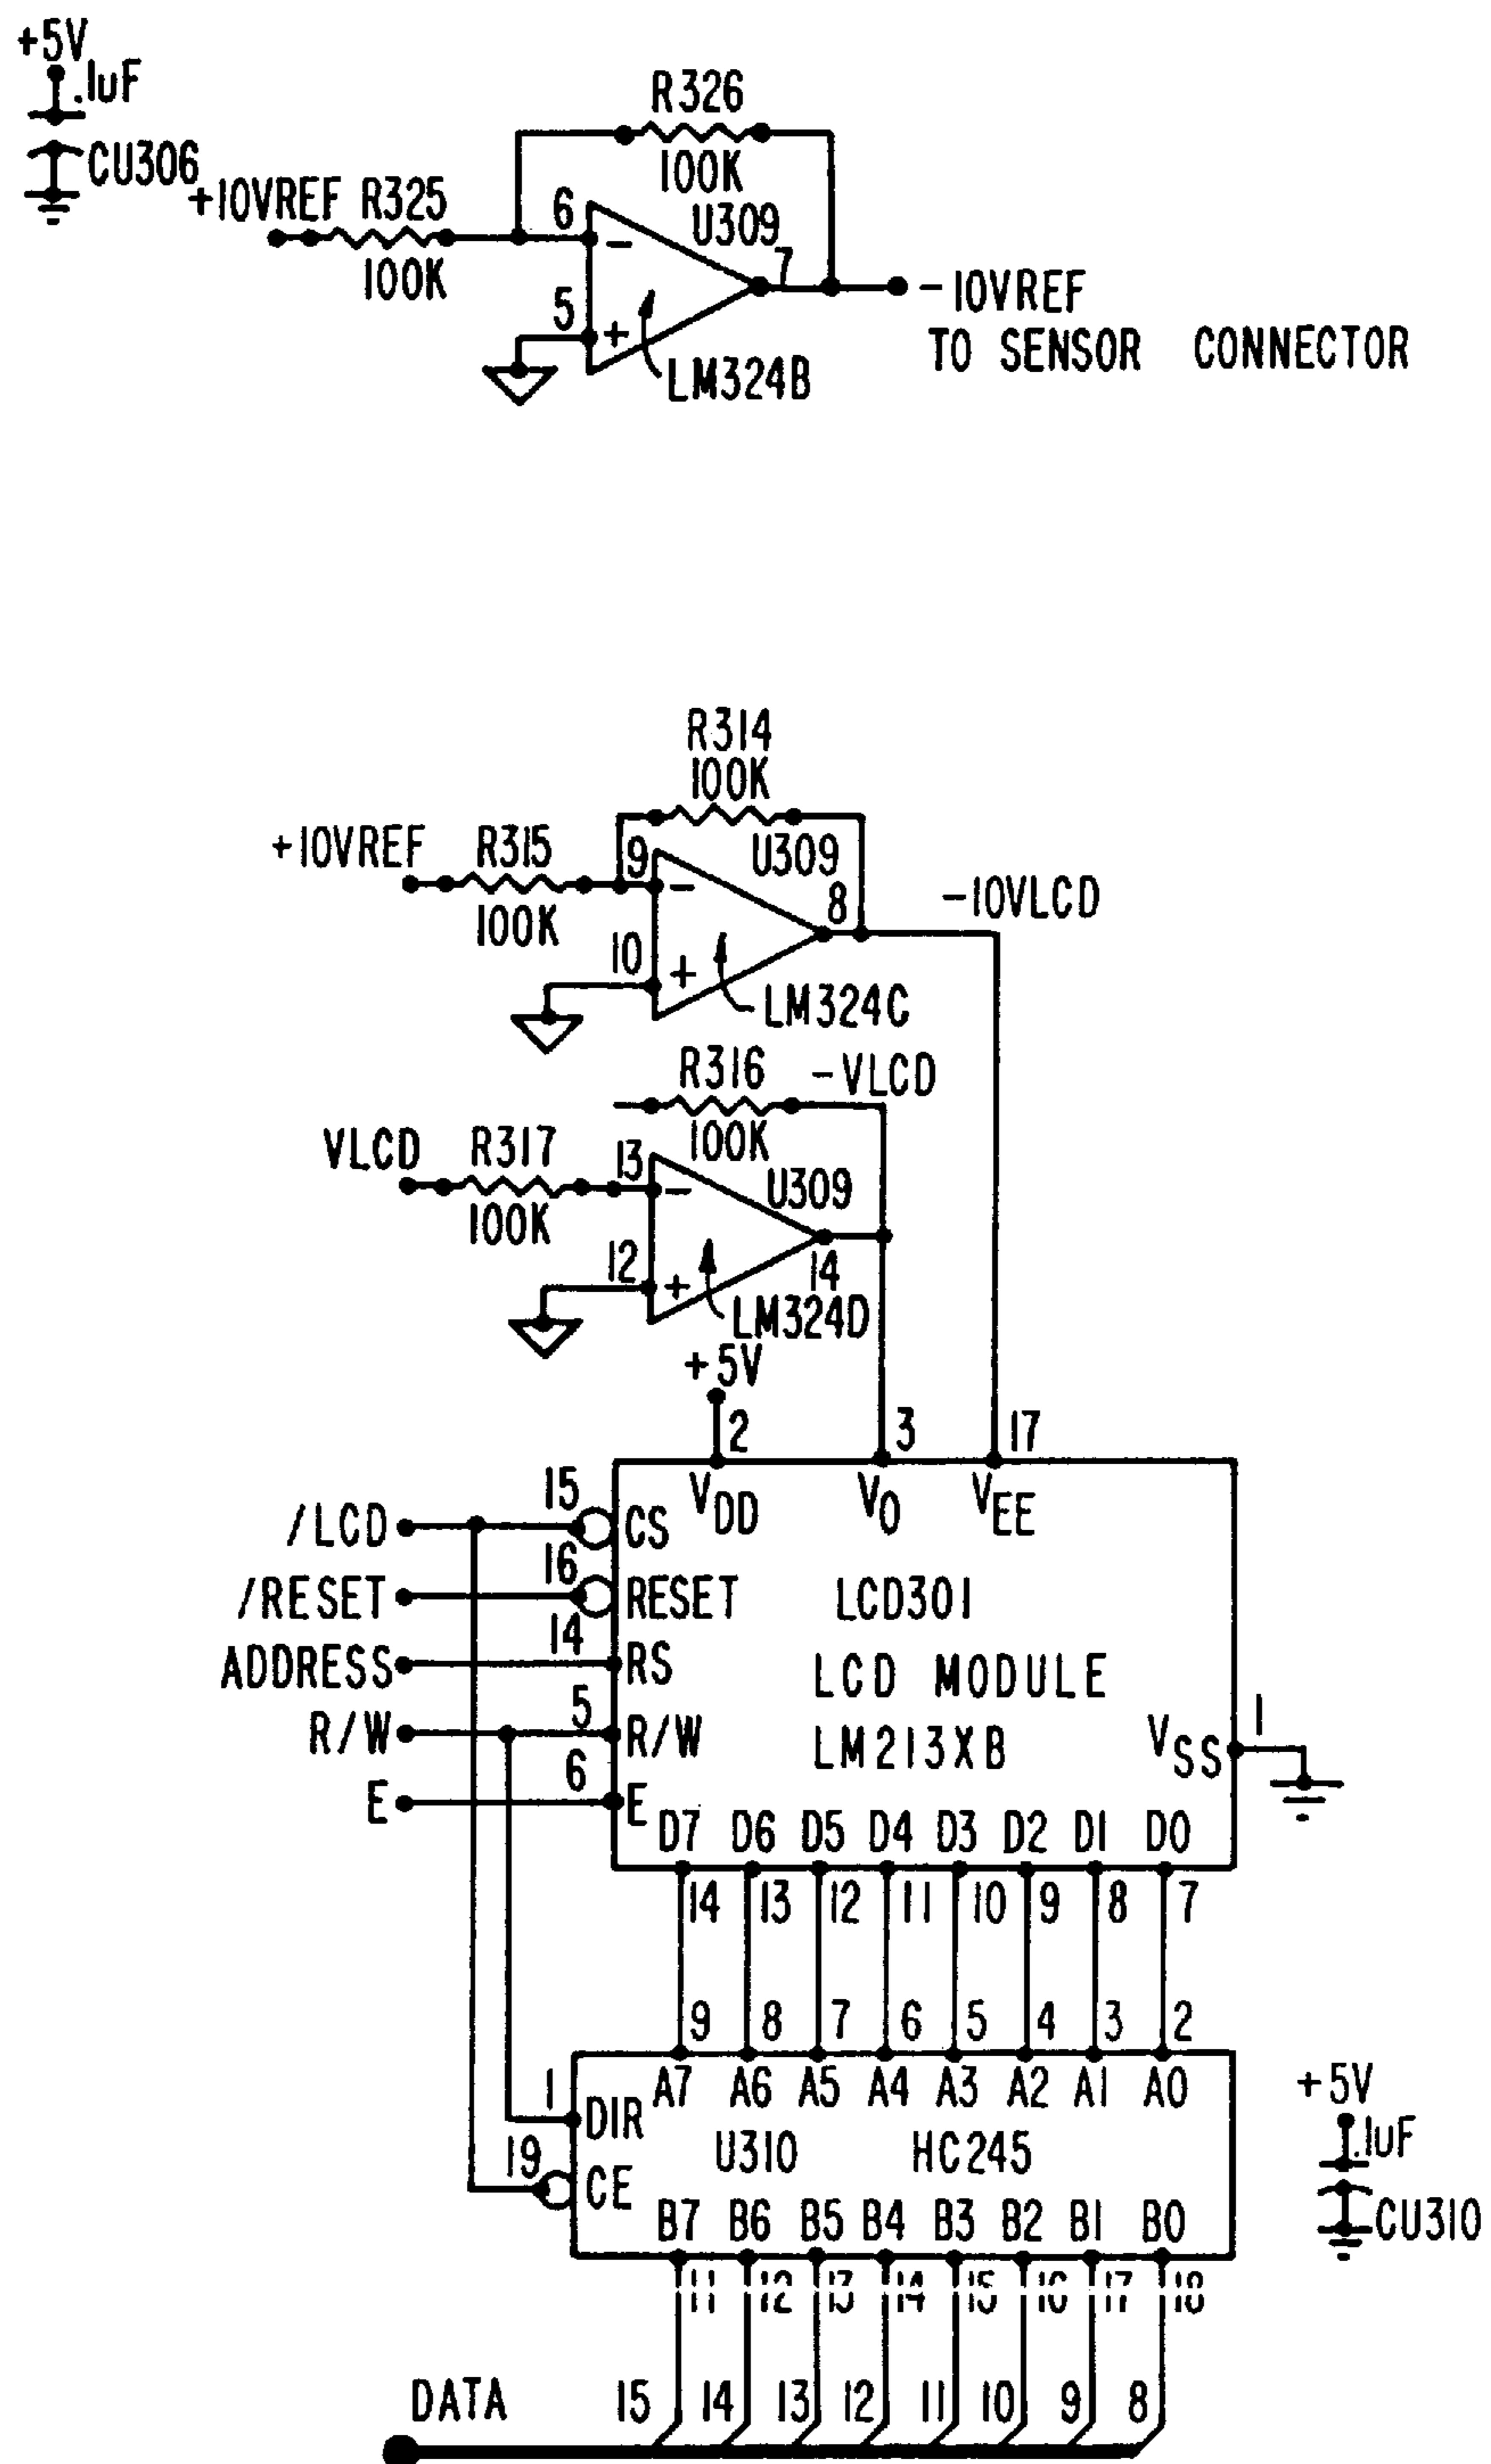 +5V
.1uF
CU306
R326
100K
+10VREF R325
100K
6
5
U309
7
-
+
-10VREF
TO SENSOR CONNECTOR
LM324B
R314
100K
+10VREF R315
100K
9
10
U309
8
-
+
-10VLCD
LM324C
R316
100K
-VLCD
VLCD R317
100K
13
12
U309
14
-
+
LM324D
+5V
2
3
17
VDD
VO
VEE
/LCD
15
CS
/RESET
16
RESET
ADDRESS
14
RS
R/W
5
R/W
E
6
E
LCD301
LCD MODULE
LM213XB
VSS
1
D7 D6 D5 D4 D3 D2 D1 D0
14 13 12 11 10 9 8 7
9 8 7 6 5 4 3 2
A7 A6 A5 A4 A3 A2 A1 A0
1
DIR
19
CE
U310 HC245
+5V
.1uF
CU310
B7 B6 B5 B4 B3 B2 B1 B0
11 12 13 14 15 16 17 18
DATA
15 14 13 12 11 10 9 8